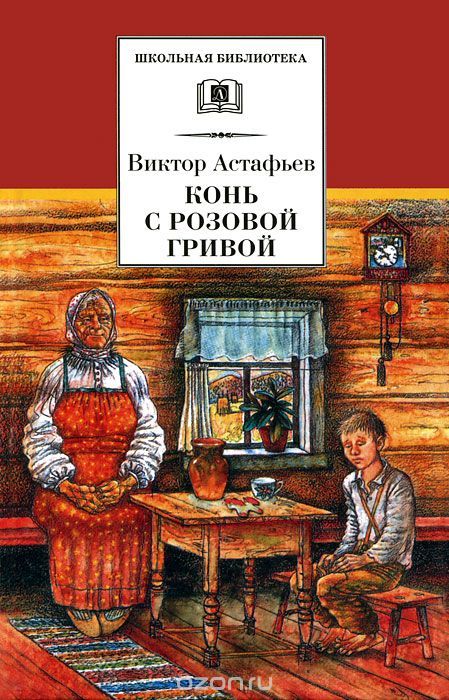 ШКОЛЬНАЯ БИБЛИОТЕКА
Виктор Астафьев
КОНЬ
С РОЗОВОЙ
ГРИВОЙ
ozon.ru